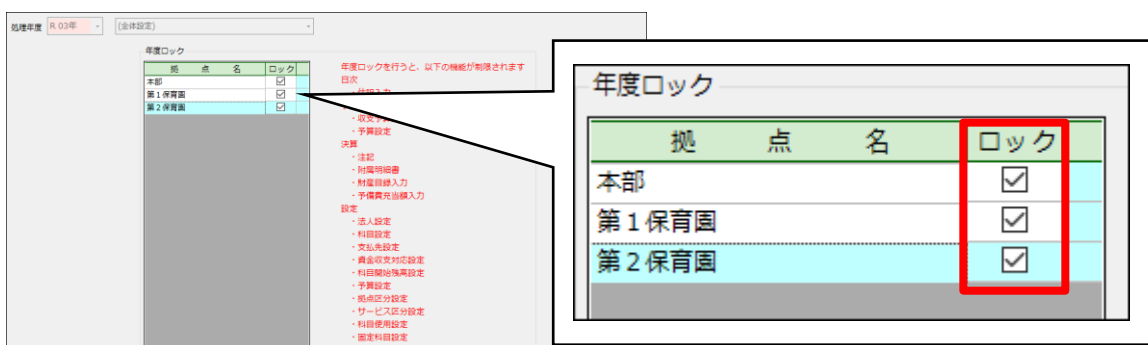 処理年度 R.03年 (全体設定)
年度ロック
拠 点 名 ロック
本部
第１保育園
第２保育園
年度ロックを行うと、以下の機能が制限されます
日次
・収支予
・予算設定
決算
・注記
・附属明細書
・財産目録入力
・予備費充当額入力
設定
・法人設定
・科目設定
・支払先設定
・資金収支対応設定
・科目開始残高設定
・予算設定
・拠点区分設定
・サービス区分設定
・科目使用設定
・固定科目設定
年度ロック
拠 点 名 ロック
本部
第１保育園
第２保育園